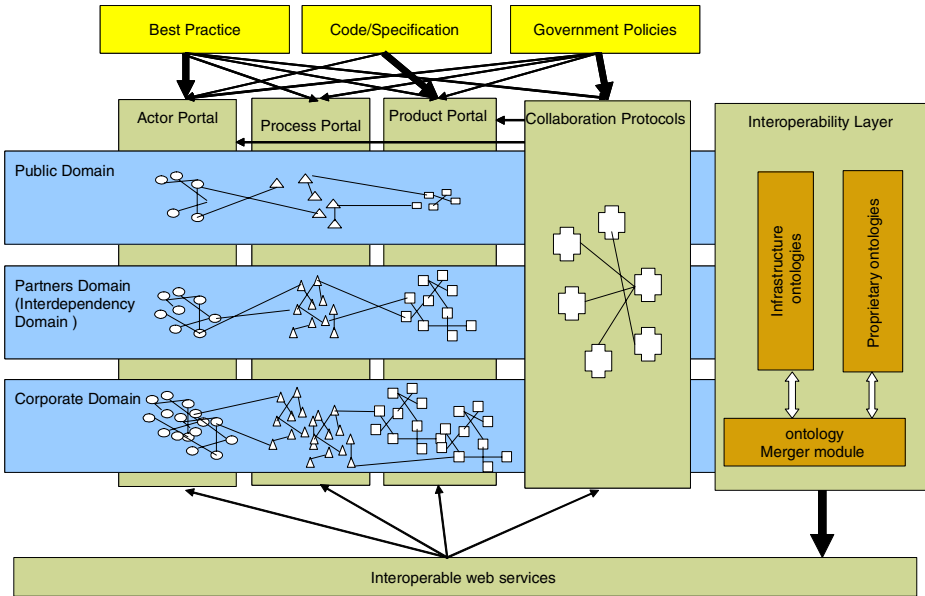 Best Practice
Code/Specification
Government Policies
Actor Portal
Process Portal
Product Portal
Collaboration Protocols
Interoperability Layer
Public Domain
Partners Domain
(Interdependency
Domain )
Corporate Domain
Infrastructure
ontologies
Proprietary ontologies
ontology
Merger module
Interoperable web services